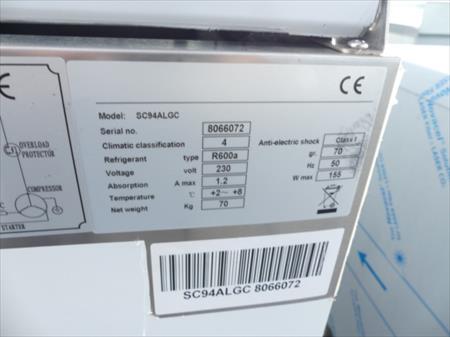 CE
CE
Model: SC94ALGC
Serial no. 8066072
Climatic classification 4 Anti-electric shock Class I
Refrigerant type R600a gr. 70
Voltage volt 230 Hz 50
Absorption A max 1.2 W max 155
Temperature °C +2~ +8
Net weight Kg 70
OVERLOAD
PROTECTOR
COMPRESSOR
C
STARTER
SC94ALGC 8066072